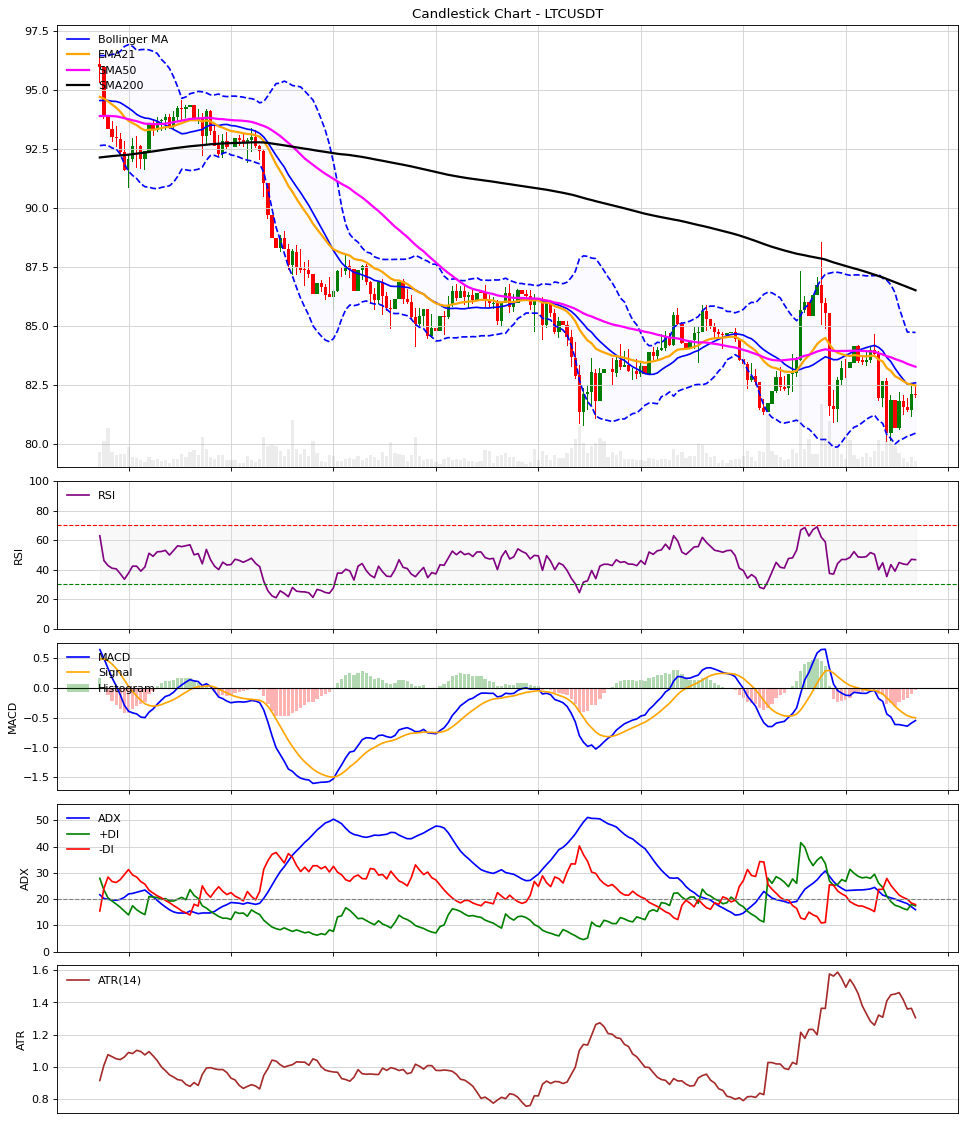 Candlestick Chart - LTCUSDT
97.5
95.0
92.5
90.0
87.5
85.0
82.5
80.0
Bollinger MA
EMA21
SMA50
SMA200
100
80
60
40
20
0
RSI
RSI
0.5
0.0
−0.5
−1.0
−1.5
MACD
MACD
Signal
Histogram
50
40
30
20
10
0
ADX
ADX
+DI
-DI
1.6
1.4
1.2
1.0
0.8
ATR
ATR(14)